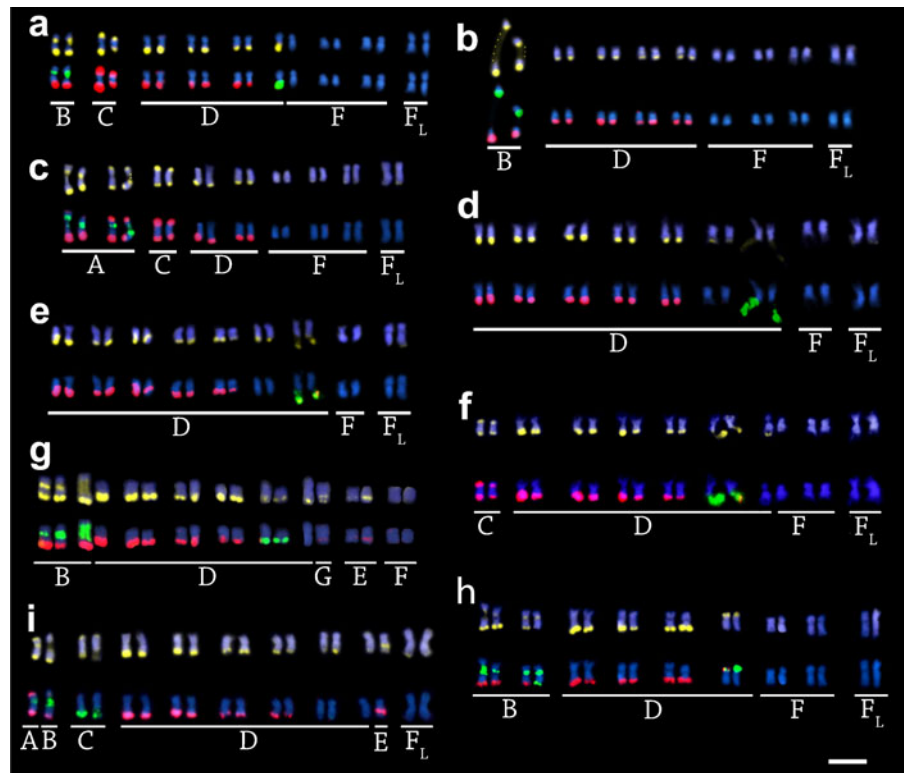 a
B C D F FL
b
B D F FL
c
A C D F FL
d
D F FL
e
D F FL
f
C D F FL
g
B D G E F
h
B D F FL
i
A B C D E FL